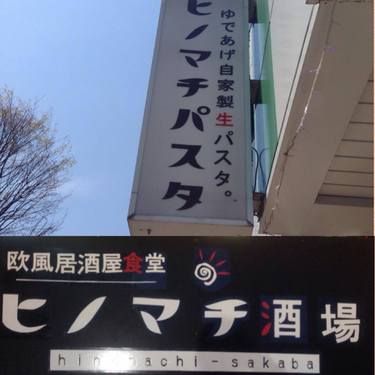 ゆであげ自家製生パスタ。
ヒノマチパスタ
欧風居酒屋食堂
ヒノマチ酒場
hinomachi-sakaba